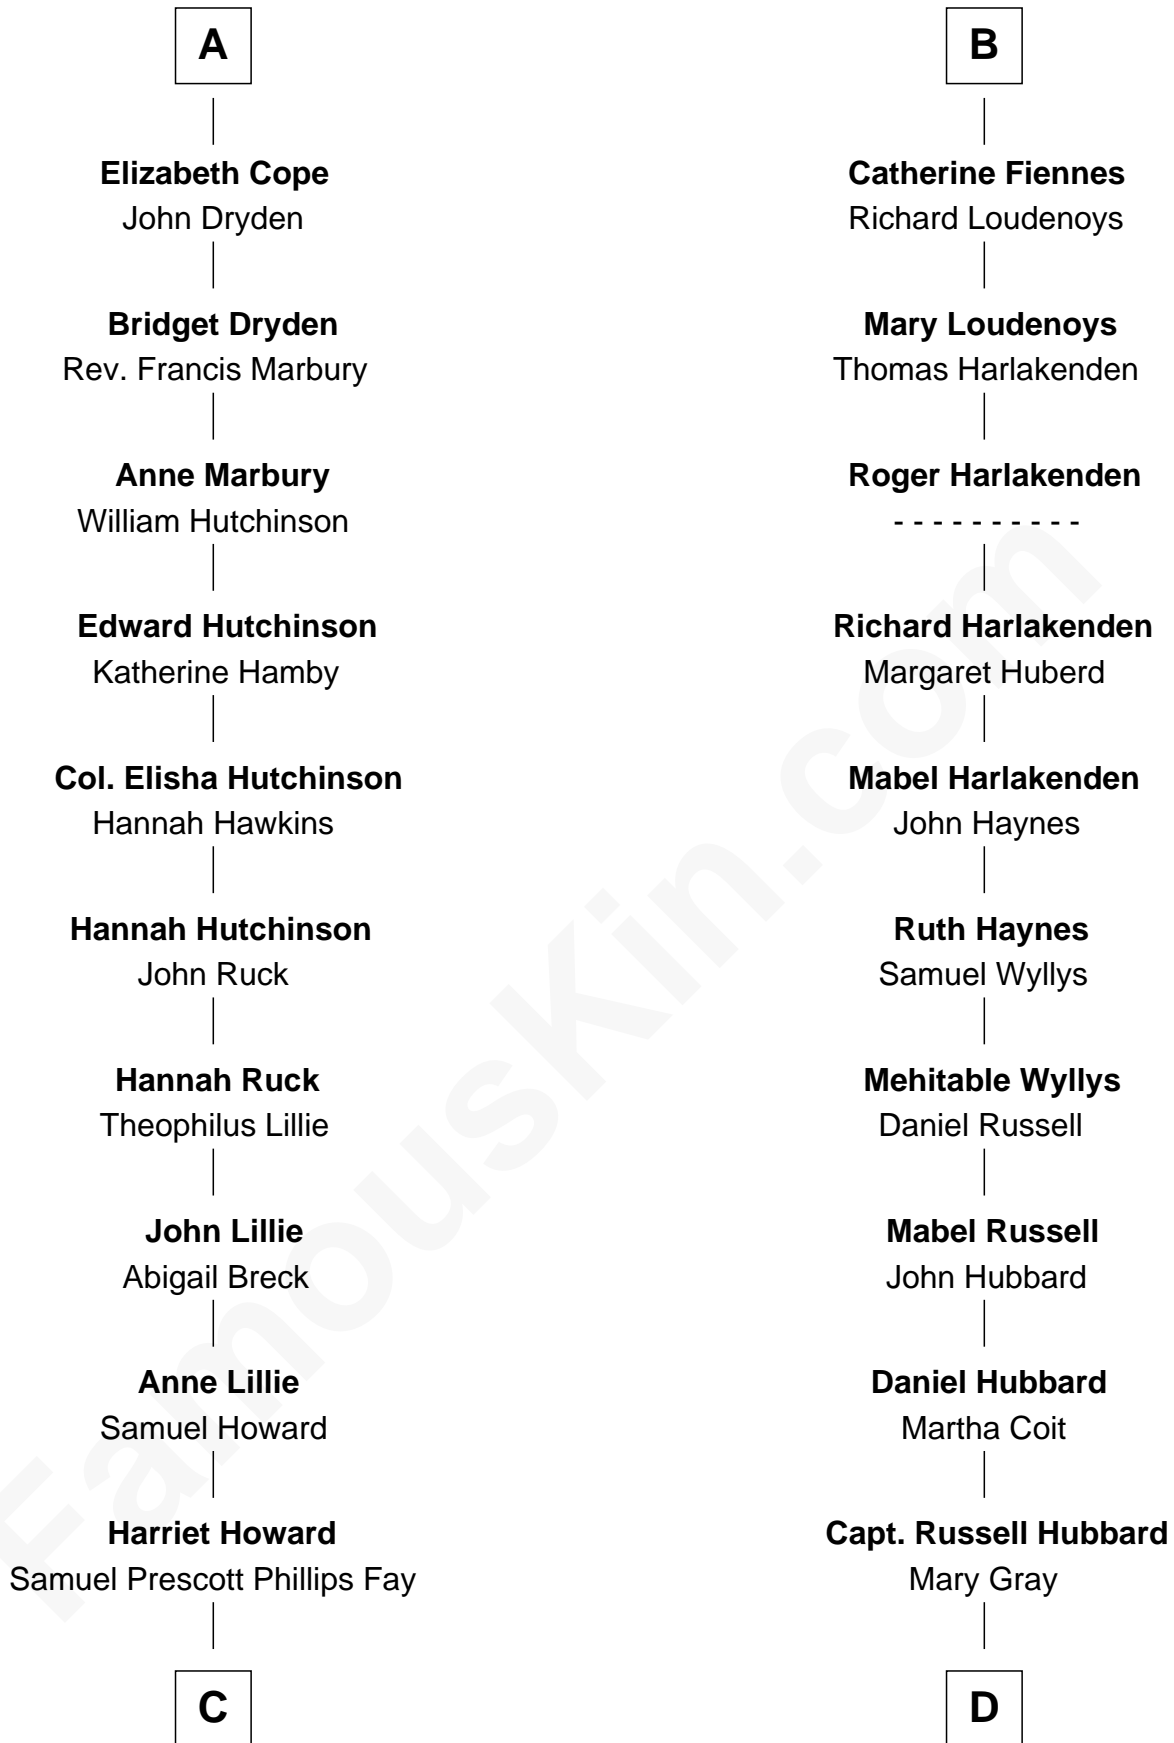 A
Elizabeth Cope
John Dryden
Bridget Dryden
Rev. Francis Marbury
Anne Marbury
William Hutchinson
Edward Hutchinson
Katherine Hamby
Col. Elisha Hutchinson
Hannah Hawkins
Hannah Hutchinson
John Ruck
Hannah Ruck
Theophilus Lillie
John Lillie
Abigail Breck
Anne Lillie
Samuel Howard
Harriet Howard
Samuel Prescott Phillips Fay
C
B
Catherine Fiennes
Richard Loudenoys
Mary Loudenoys
Thomas Harlakenden
Roger Harlakenden
- - - - - - - - - -
Richard Harlakenden
Margaret Huberd
Mabel Harlakenden
John Haynes
Ruth Haynes
Samuel Wyllys
Mehitable Wyllys
Daniel Russell
Mabel Russell
John Hubbard
Daniel Hubbard
Martha Coit
Capt. Russell Hubbard
Mary Gray
D
FamousKin.com